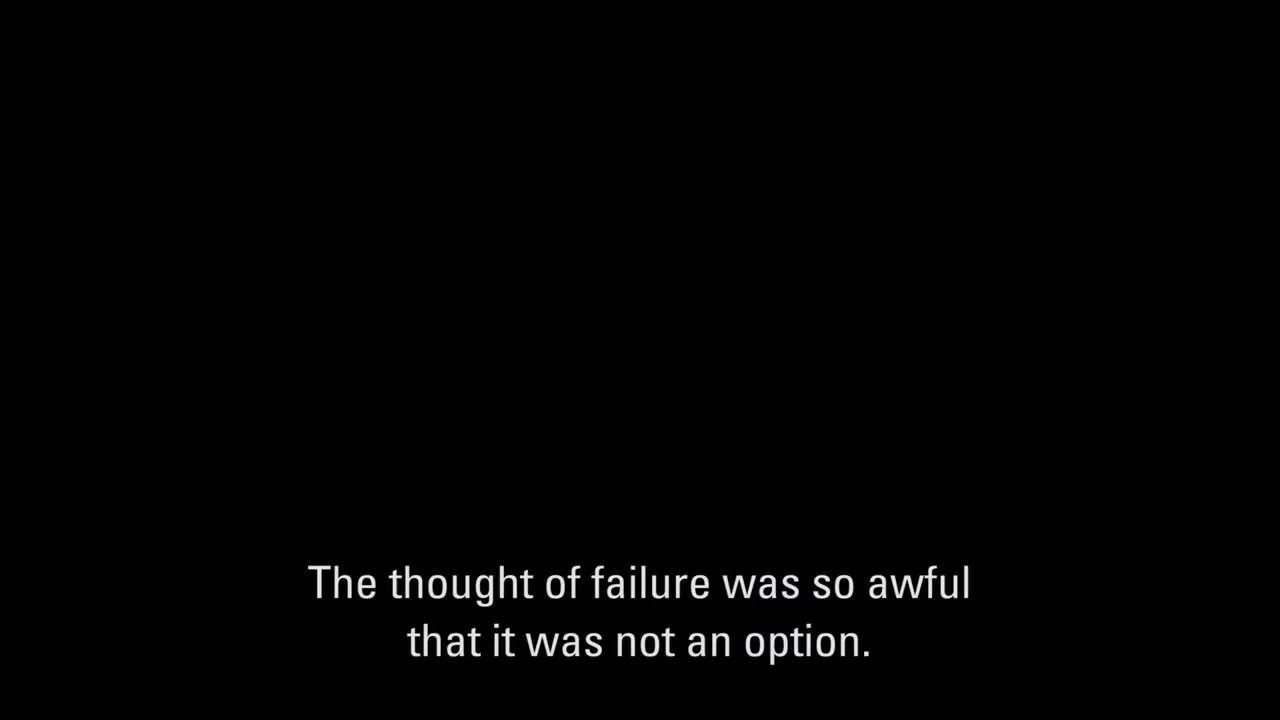 The thought of failure was so awful
that it was not an option.